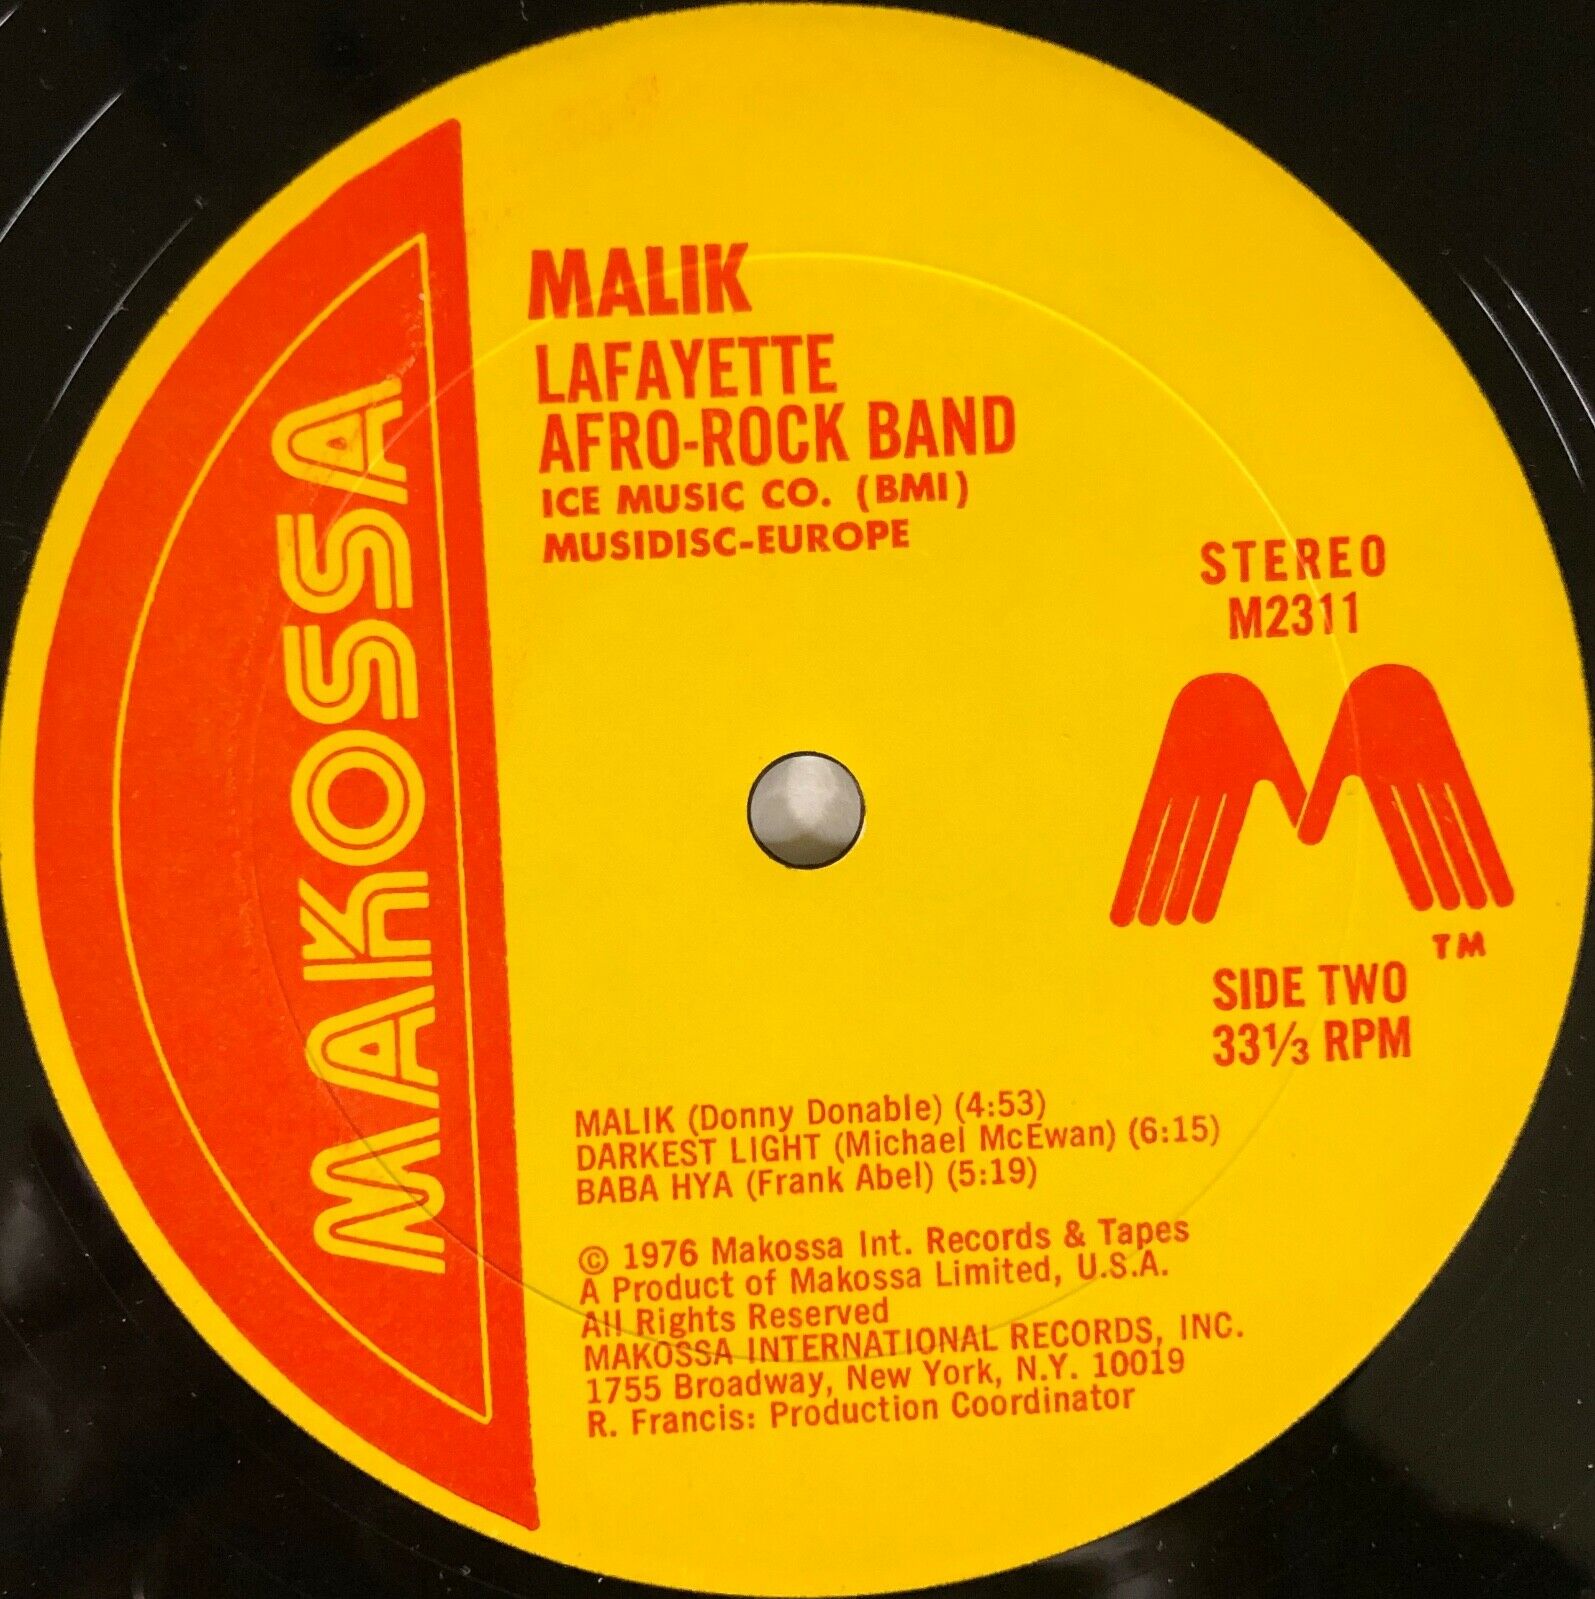 MAKOSSA
MALIK
LAFAYETTE
AFRO-ROCK BAND
ICE MUSIC CO. (BMI)
MUSIDISC-EUROPE
STEREO
M2311
TM
SIDE TWO
33⅓ RPM
MALIK (Donny Donable) (4:53)
DARKEST LIGHT (Michael McEwan) (6:15)
BABA HYA (Frank Abel) (5:19)
© 1976 Makossa Int. Records & Tapes
A Product of Makossa Limited, U.S.A.
All Rights Reserved
MAKOSSA INTERNATIONAL RECORDS, INC.
1755 Broadway, New York, N.Y. 10019
R. Francis: Production Coordinator